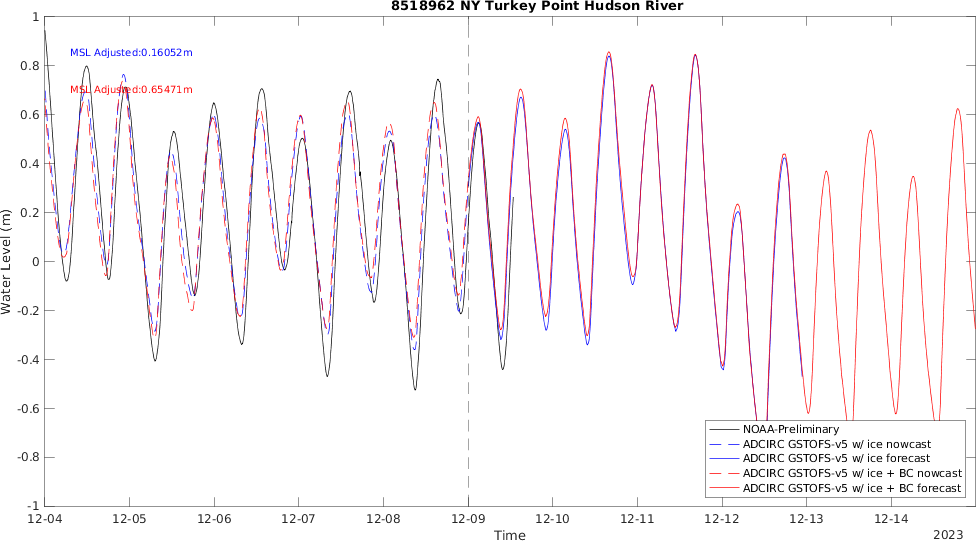 8518962 NY Turkey Point Hudson River
MSL Adjusted:0.16052m
MSL Adjusted:0.65471m
Water Level (m)
1
0.8
0.6
0.4
0.2
0
-0.2
-0.4
-0.6
-0.8
-1
NOAA-Preliminary
ADCIRC GSTOFS-v5 w/ ice nowcast
ADCIRC GSTOFS-v5 w/ ice forecast
ADCIRC GSTOFS-v5 w/ ice + BC nowcast
ADCIRC GSTOFS-v5 w/ ice + BC forecast
12-04 12-05 12-06 12-07 12-08 12-09 12-10 12-11 12-12 12-13 12-14
Time
2023